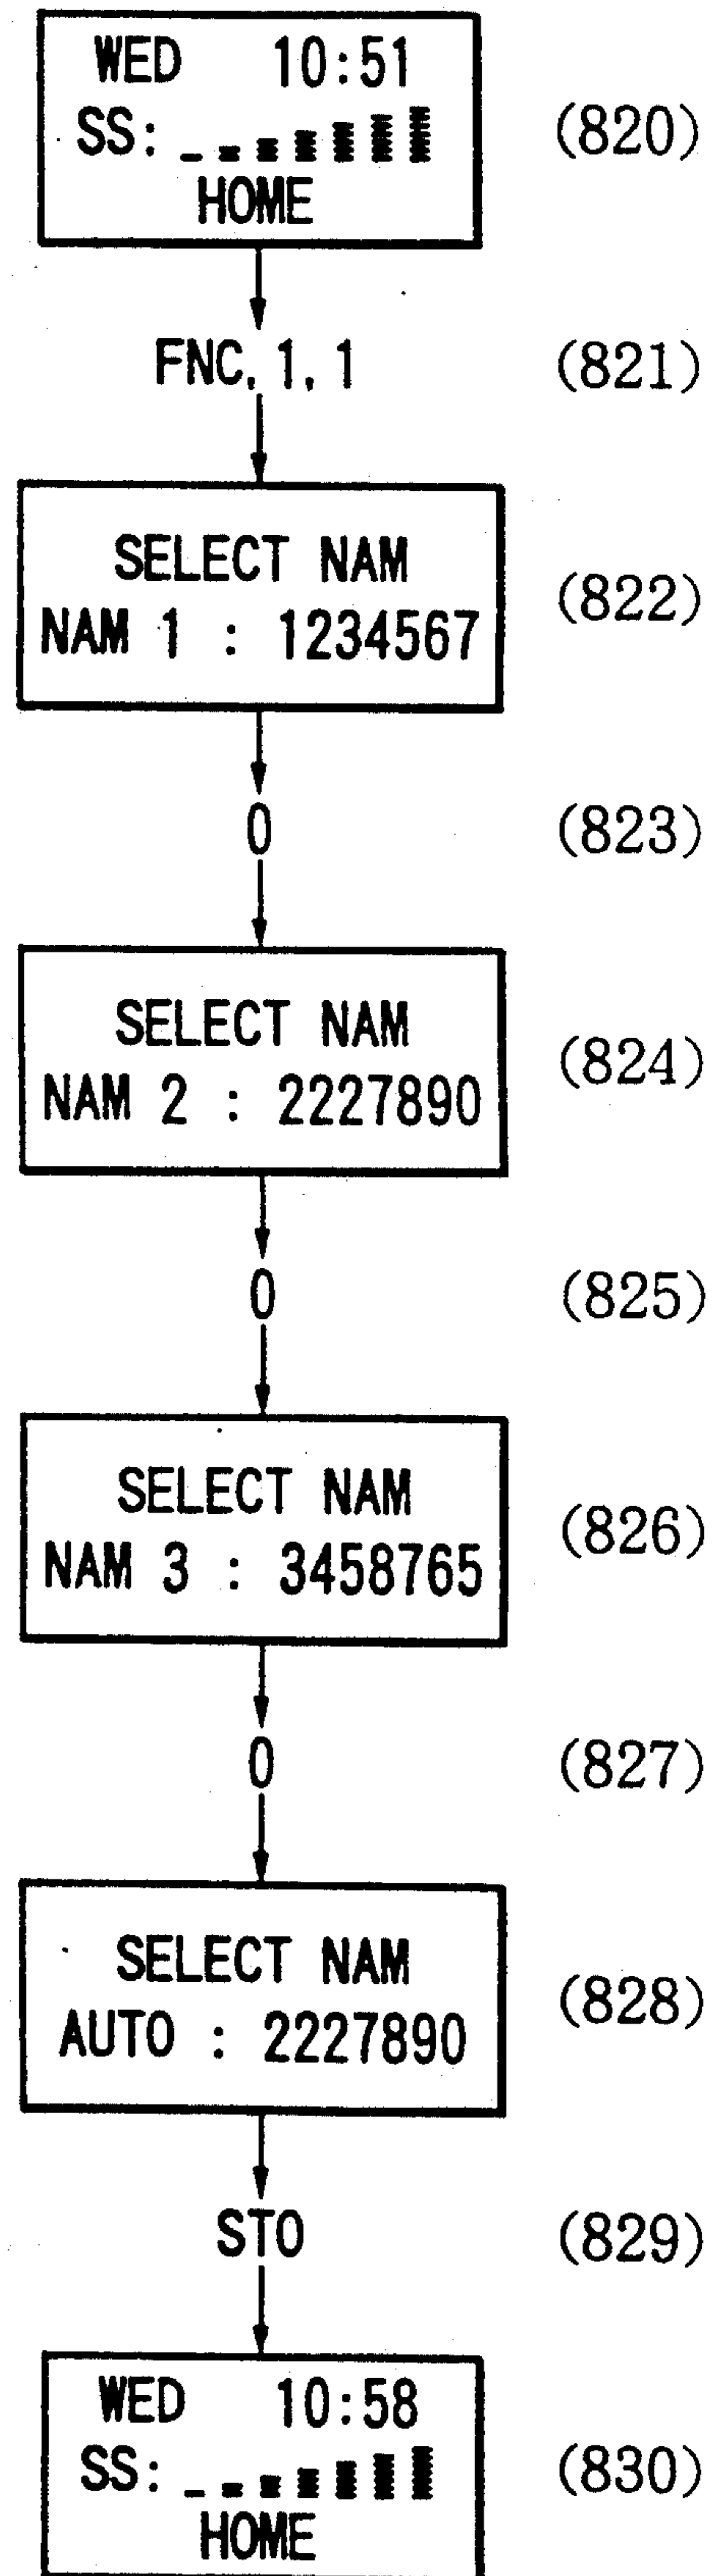 WED 10:51
SS:
HOME
(820)
FNC, 1, 1
(821)
SELECT NAM
NAM 1 : 1234567
(822)
0
(823)
SELECT NAM
NAM 2 : 2227890
(824)
0
(825)
SELECT NAM
NAM 3 : 3458765
(826)
0
(827)
SELECT NAM
AUTO : 2227890
(828)
STO
(829)
WED 10:58
SS:
HOME
(830)